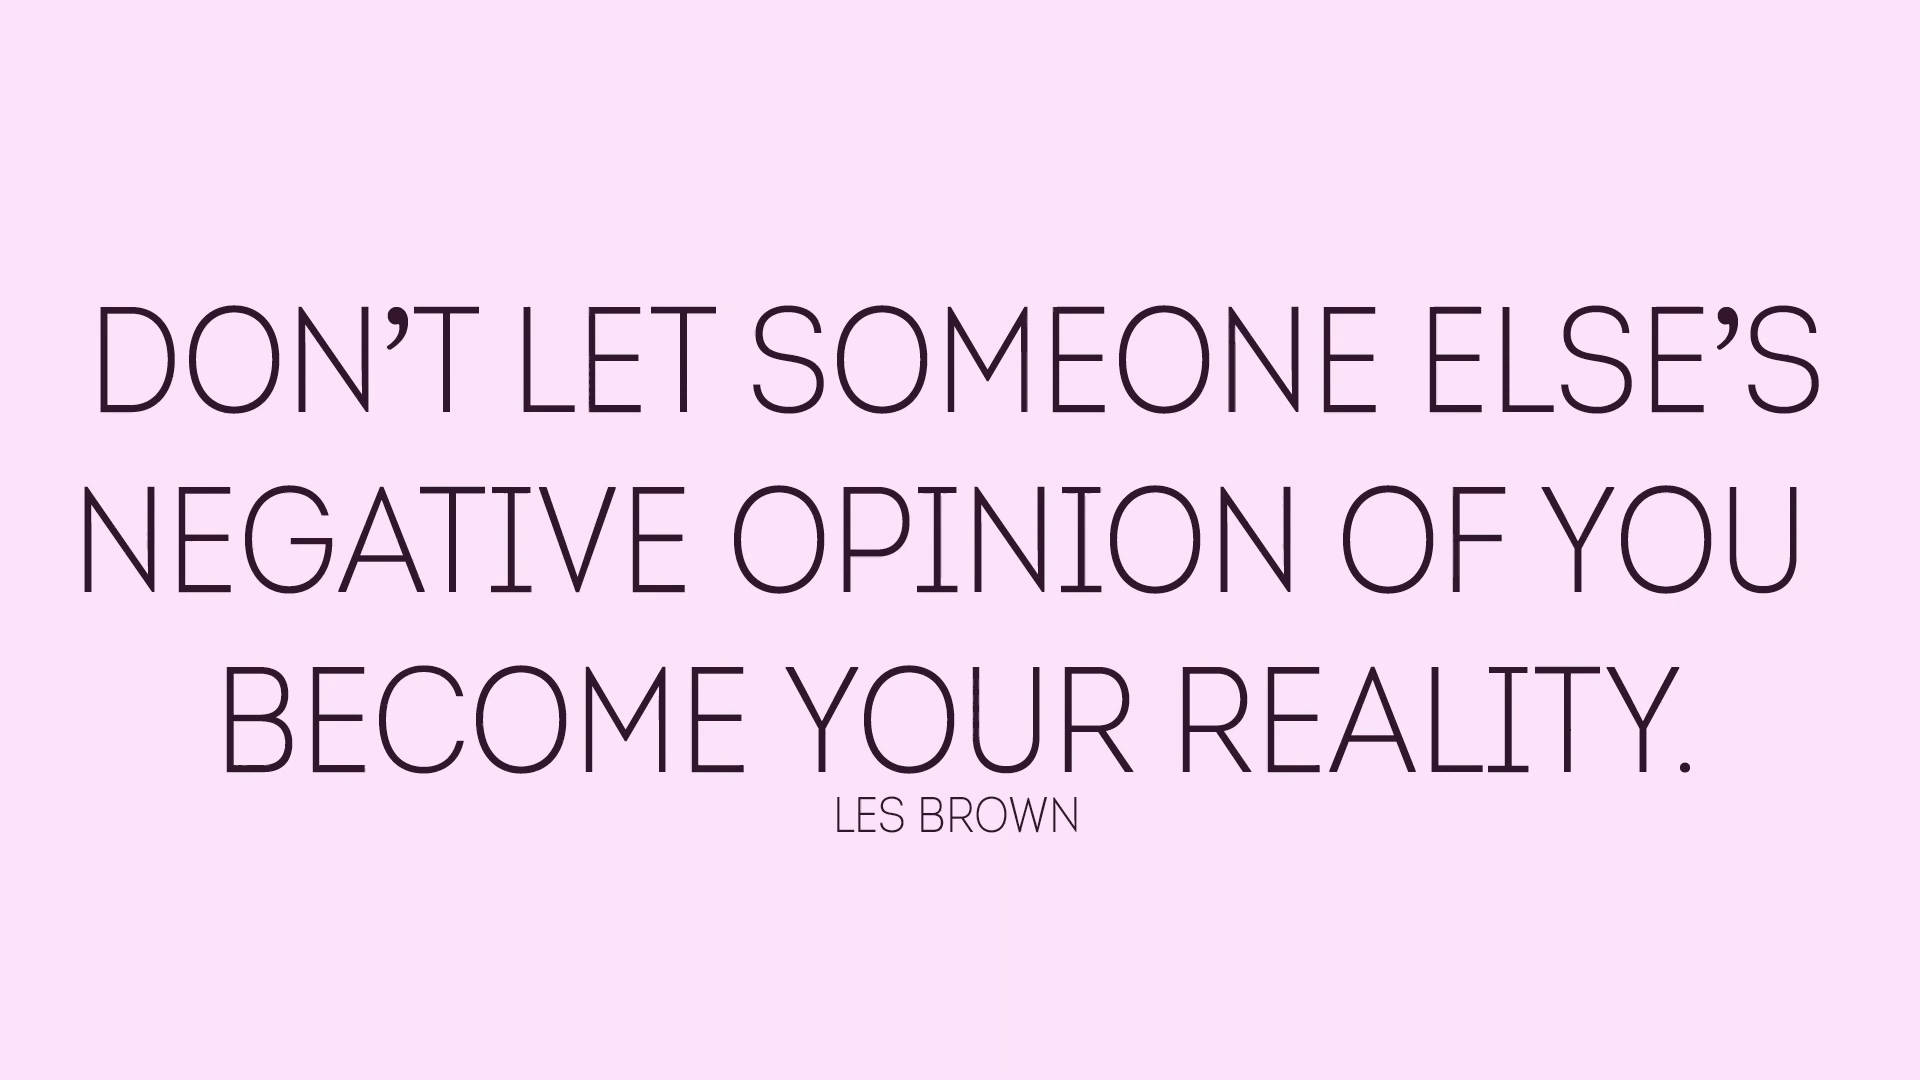 DON’T LET SOMEONE ELSE’S
NEGATIVE OPINION OF YOU
BECOME YOUR REALITY.
LES BROWN